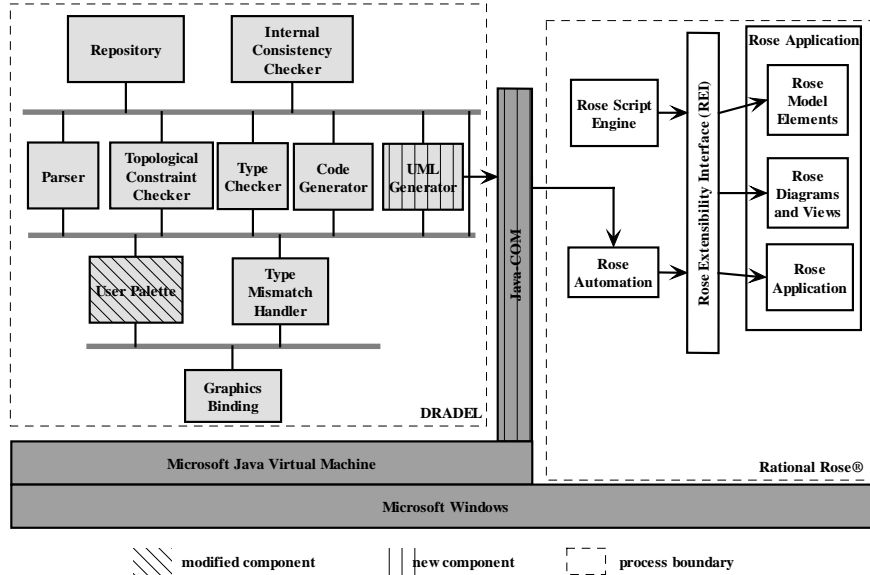 Repository
Internal
Consistency
Checker
Parser
Topological
Constraint
Checker
Type
Checker
Code
Generator
UML
Generator
User Palette
Type
Mismatch
Handler
Graphics
Binding
DRADEL
Java-COM
Rose Script
Engine
Rose
Automation
Rose Extensibility Interface (REI)
Rose Application
Rose
Model
Elements
Rose
Diagrams
and Views
Rose
Application
Rational Rose®
Microsoft Java Virtual Machine
Microsoft Windows
modified component
new component
process boundary